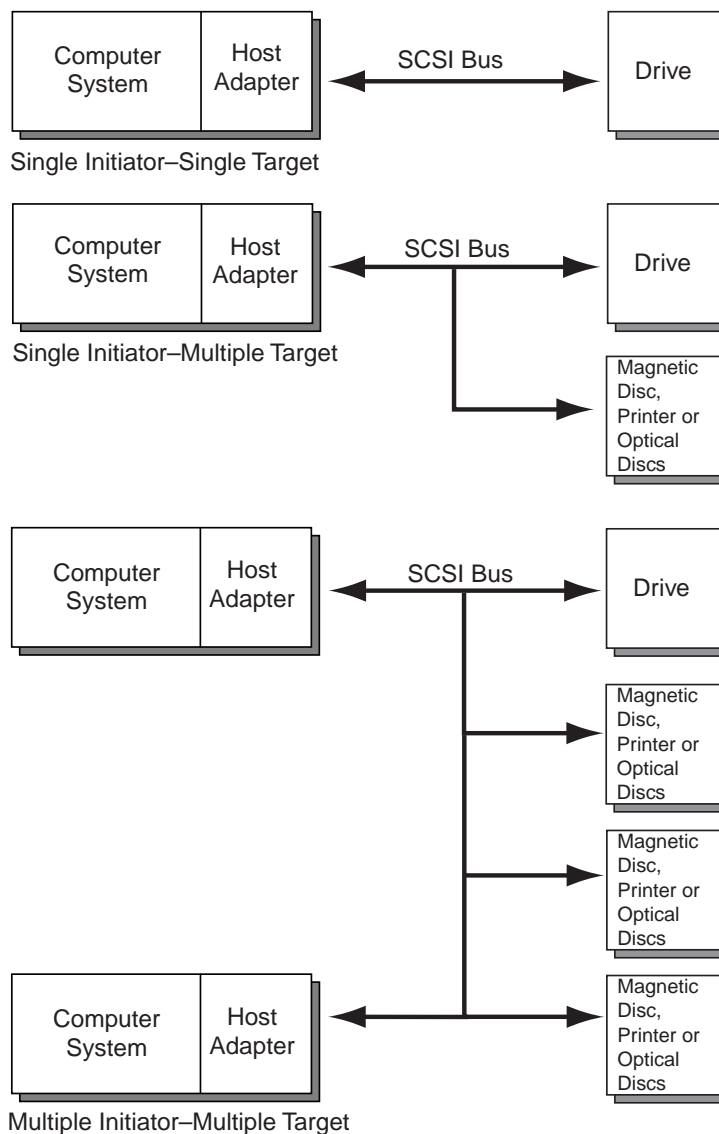 Computer
System
Host
Adapter
SCSI Bus
Drive
Single Initiator–Single Target
Computer
System
Host
Adapter
SCSI Bus
Drive
Single Initiator–Multiple Target
Magnetic
Disc,
Printer or
Optical
Discs
Computer
System
Host
Adapter
SCSI Bus
Drive
Magnetic
Disc,
Printer or
Optical
Discs
Magnetic
Disc,
Printer or
Optical
Discs
Computer
System
Host
Adapter
Magnetic
Disc,
Printer or
Optical
Discs
Multiple Initiator–Multiple Target